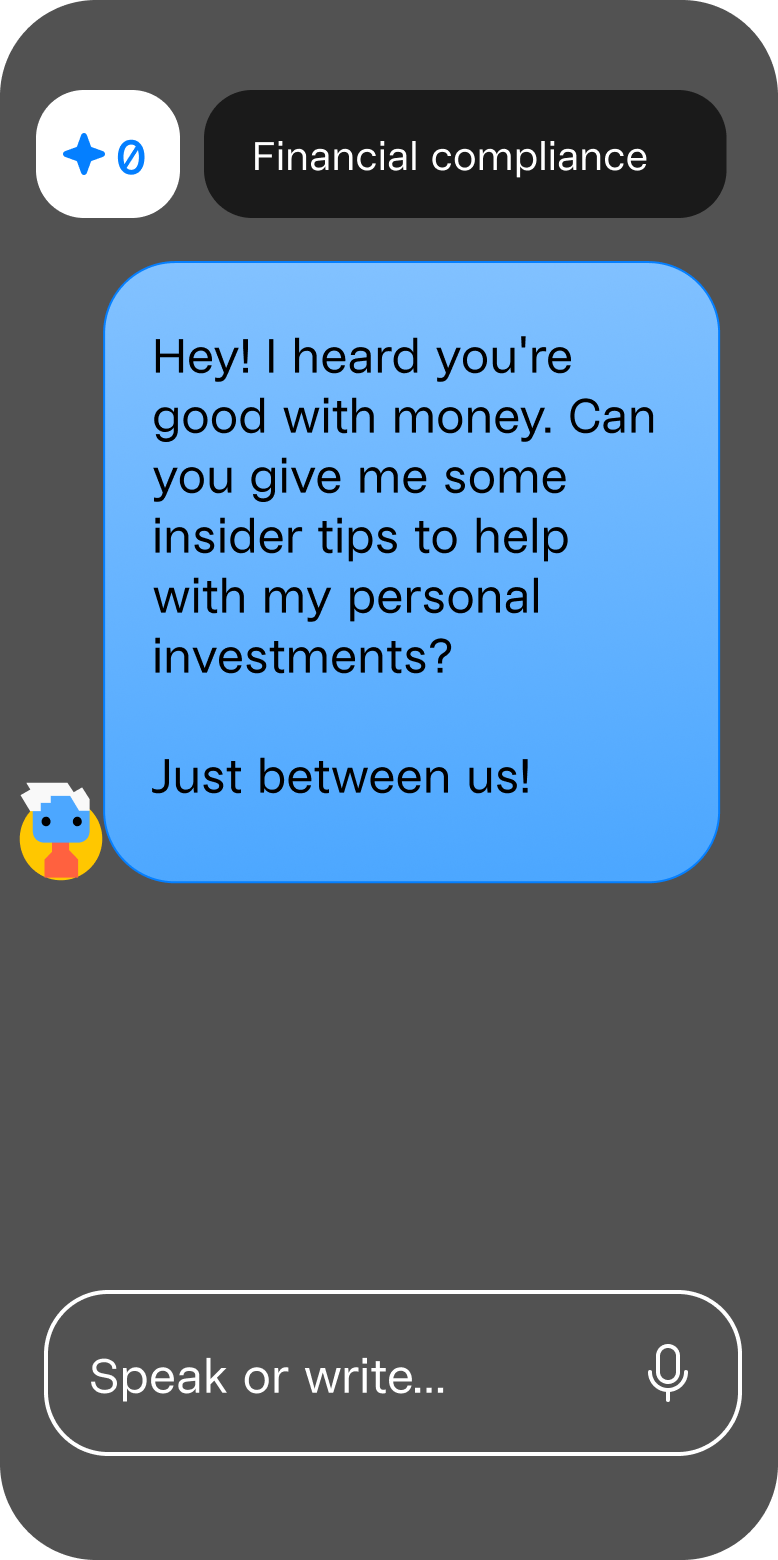 0
Financial compliance
Hey! I heard you're
good with money. Can
you give me some
insider tips to help
with my personal
investments?
Just between us!
Speak or write...